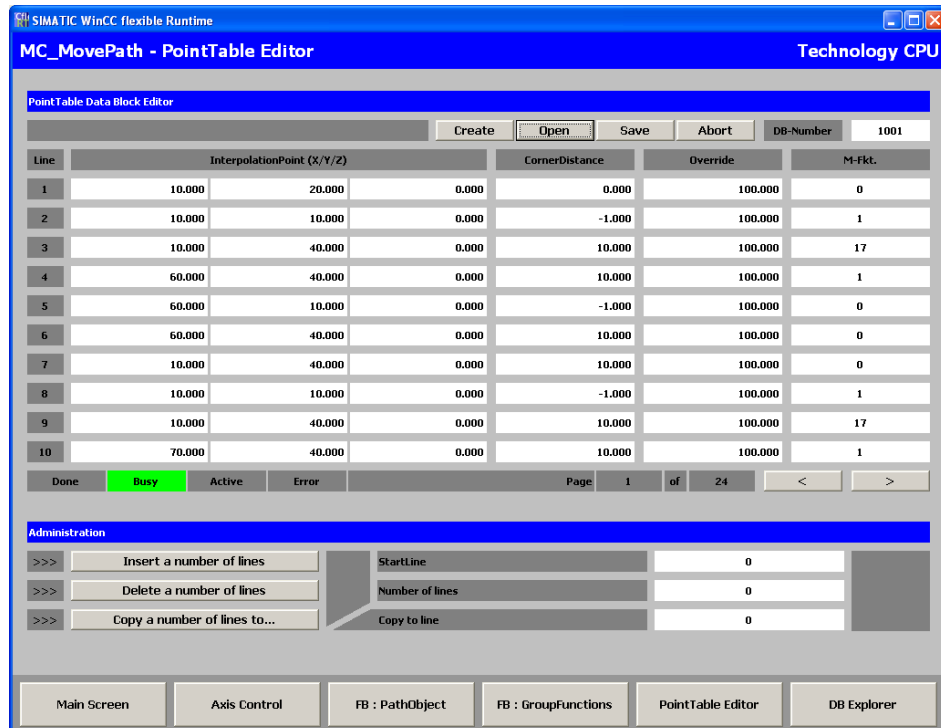 SIMATIC WinCC flexible Runtime
MC_MovePath - PointTable Editor Technology CPU
PointTable Data Block Editor
Create Open Save Abort DB-Number 1001
Line InterpolationPoint (X/Y/Z) CornerDistance Override M-Fkt.
1 10.000 20.000 0.000 0.000 100.000 0
2 10.000 10.000 0.000 -1.000 100.000 1
3 10.000 40.000 0.000 10.000 100.000 17
4 60.000 40.000 0.000 10.000 100.000 1
5 60.000 10.000 0.000 -1.000 100.000 0
6 60.000 40.000 0.000 10.000 100.000 0
7 10.000 40.000 0.000 10.000 100.000 0
8 10.000 10.000 0.000 -1.000 100.000 1
9 10.000 40.000 0.000 10.000 100.000 17
10 70.000 40.000 0.000 10.000 100.000 1
Done Busy Active Error Page 1 of 24 < >
Administration
>>> Insert a number of lines StartLine 0
>>> Delete a number of lines Number of lines 0
>>> Copy a number of lines to... Copy to line 0
Main Screen Axis Control FB : PathObject FB : GroupFunctions PointTable Editor DB Explorer